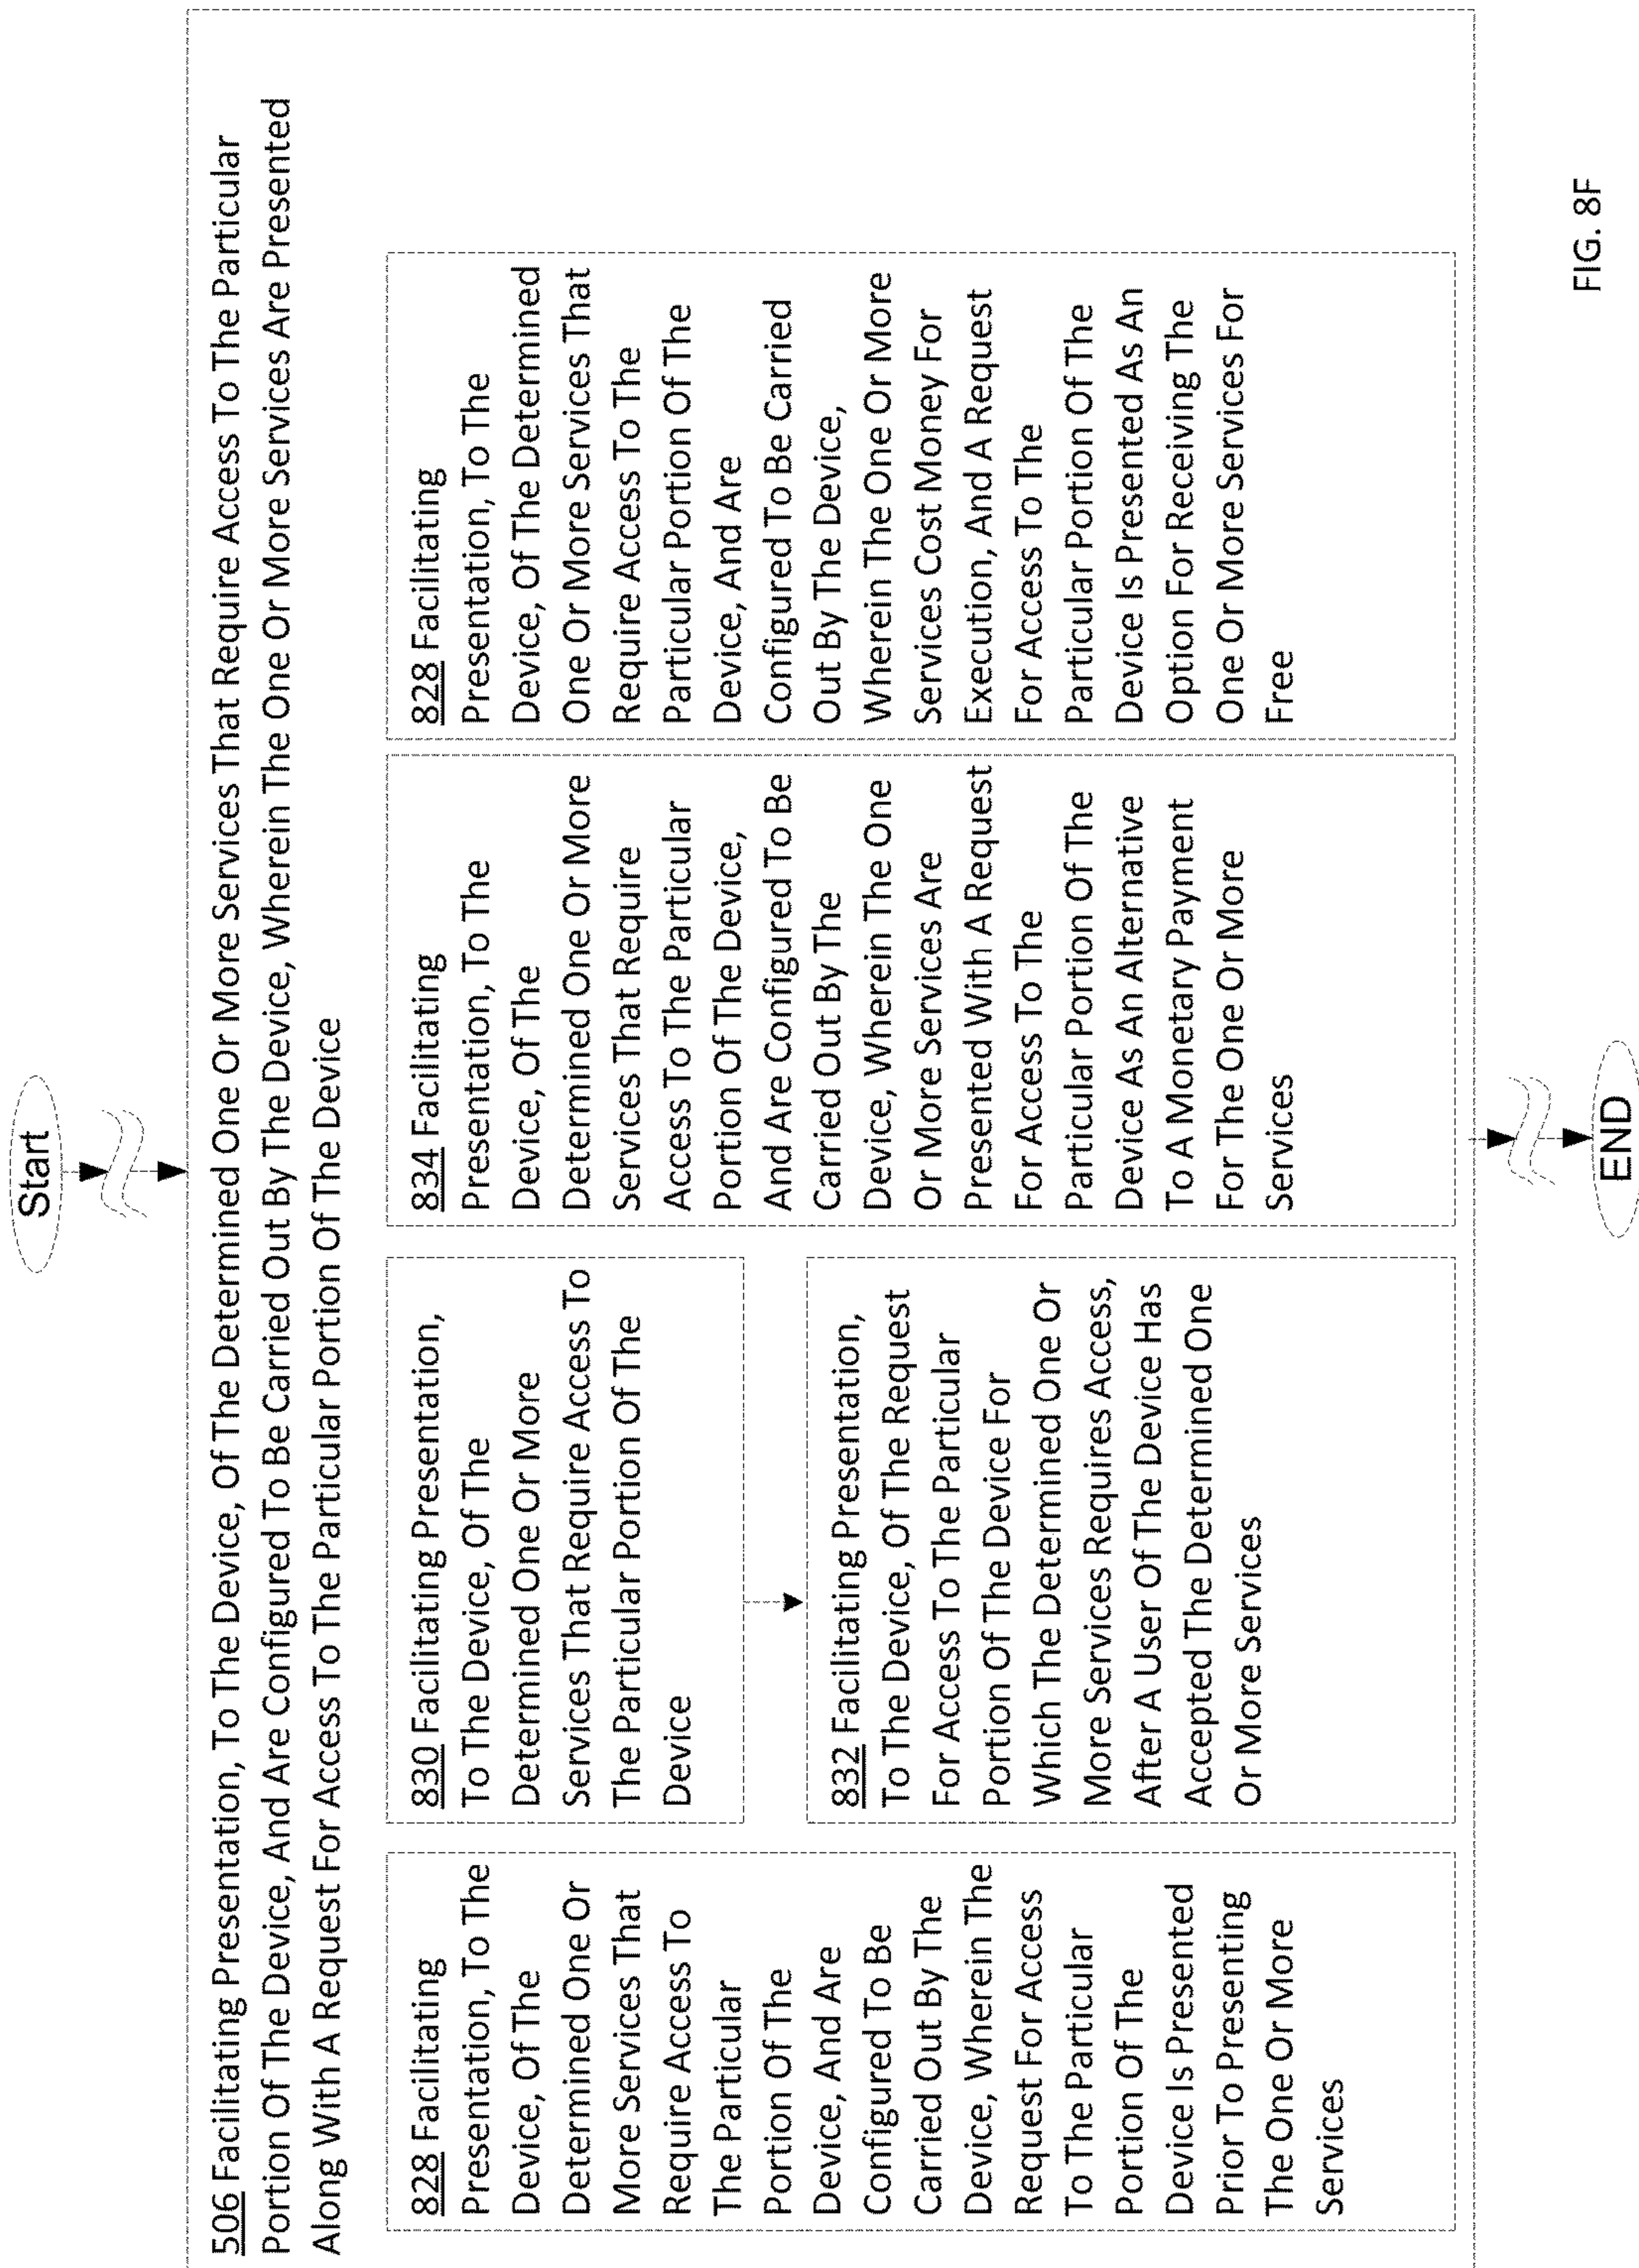 Start
506 Facilitating Presentation, To The Device, Of The Determined One Or More Services That Require Access To The Particular
Portion Of The Device, And Are Configured To Be Carried Out By The Device, Wherein The One Or More Services Are Presented
Along With A Request For Access To The Particular Portion Of The Device
828 Facilitating
Presentation, To The
Device, Of The
Determined One Or
More Services That
Require Access To
The Particular
Portion Of The
Device, And Are
Configured To Be
Carried Out By The
Device, Wherein The
Request For Access
To The Particular
Portion Of The
Device Is Presented
Prior To Presenting
The One Or More
Services
830 Facilitating Presentation,
To The Device, Of The
Determined One Or More
Services That Require Access To
The Particular Portion Of The
Device
832 Facilitating Presentation,
To The Device, Of The Request
For Access To The Particular
Portion Of The Device For
Which The Determined One Or
More Services Requires Access,
After A User Of The Device Has
Accepted The Determined One
Or More Services
834 Facilitating
Presentation, To The
Device, Of The
Determined One Or More
Services That Require
Access To The Particular
Portion Of The Device,
And Are Configured To Be
Carried Out By The
Device, Wherein The One
Or More Services Are
Presented With A Request
For Access To The
Particular Portion Of The
Device As An Alternative
To A Monetary Payment
For The One Or More
Services
828 Facilitating
Presentation, To The
Device, Of The Determined
One Or More Services That
Require Access To The
Particular Portion Of The
Device, And Are
Configured To Be Carried
Out By The Device,
Wherein The One Or More
Services Cost Money For
Execution, And A Request
For Access To The
Particular Portion Of The
Device Is Presented As An
Option For Receiving The
One Or More Services For
Free
END
FIG. 8F